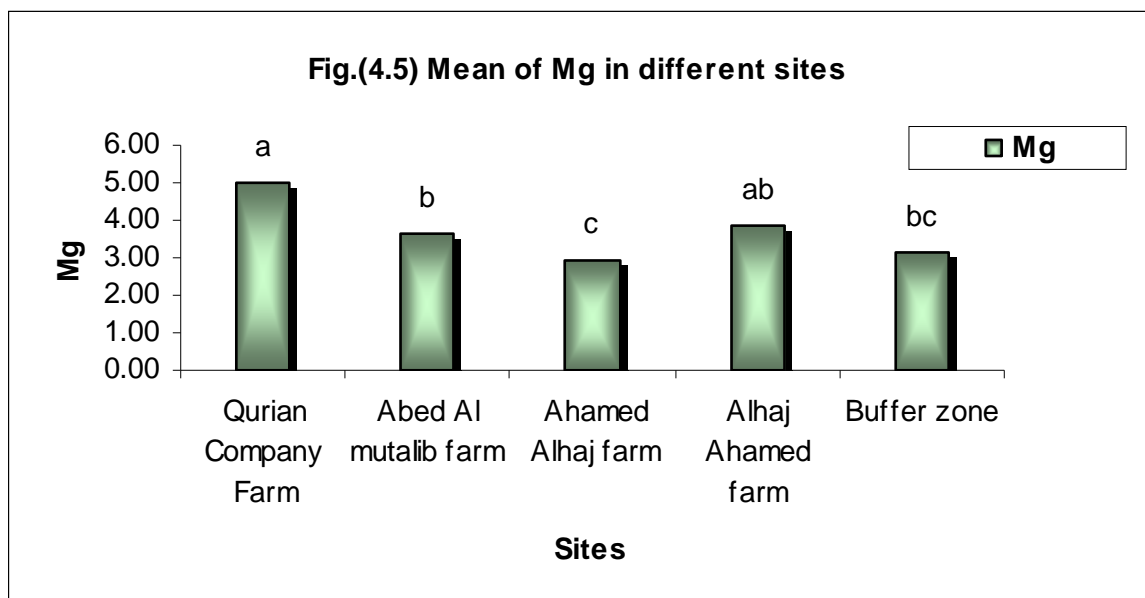 Fig.(4.5) Mean of Mg in different sites
Mg
6.00
5.00
4.00
3.00
2.00
1.00
0.00
Mg
a
b
c
ab
bc
Qurian
Company
Farm
Abed Al
mutalib farm
Ahamed
Alhaj farm
Alhaj
Ahamed
farm
Buffer zone
Sites